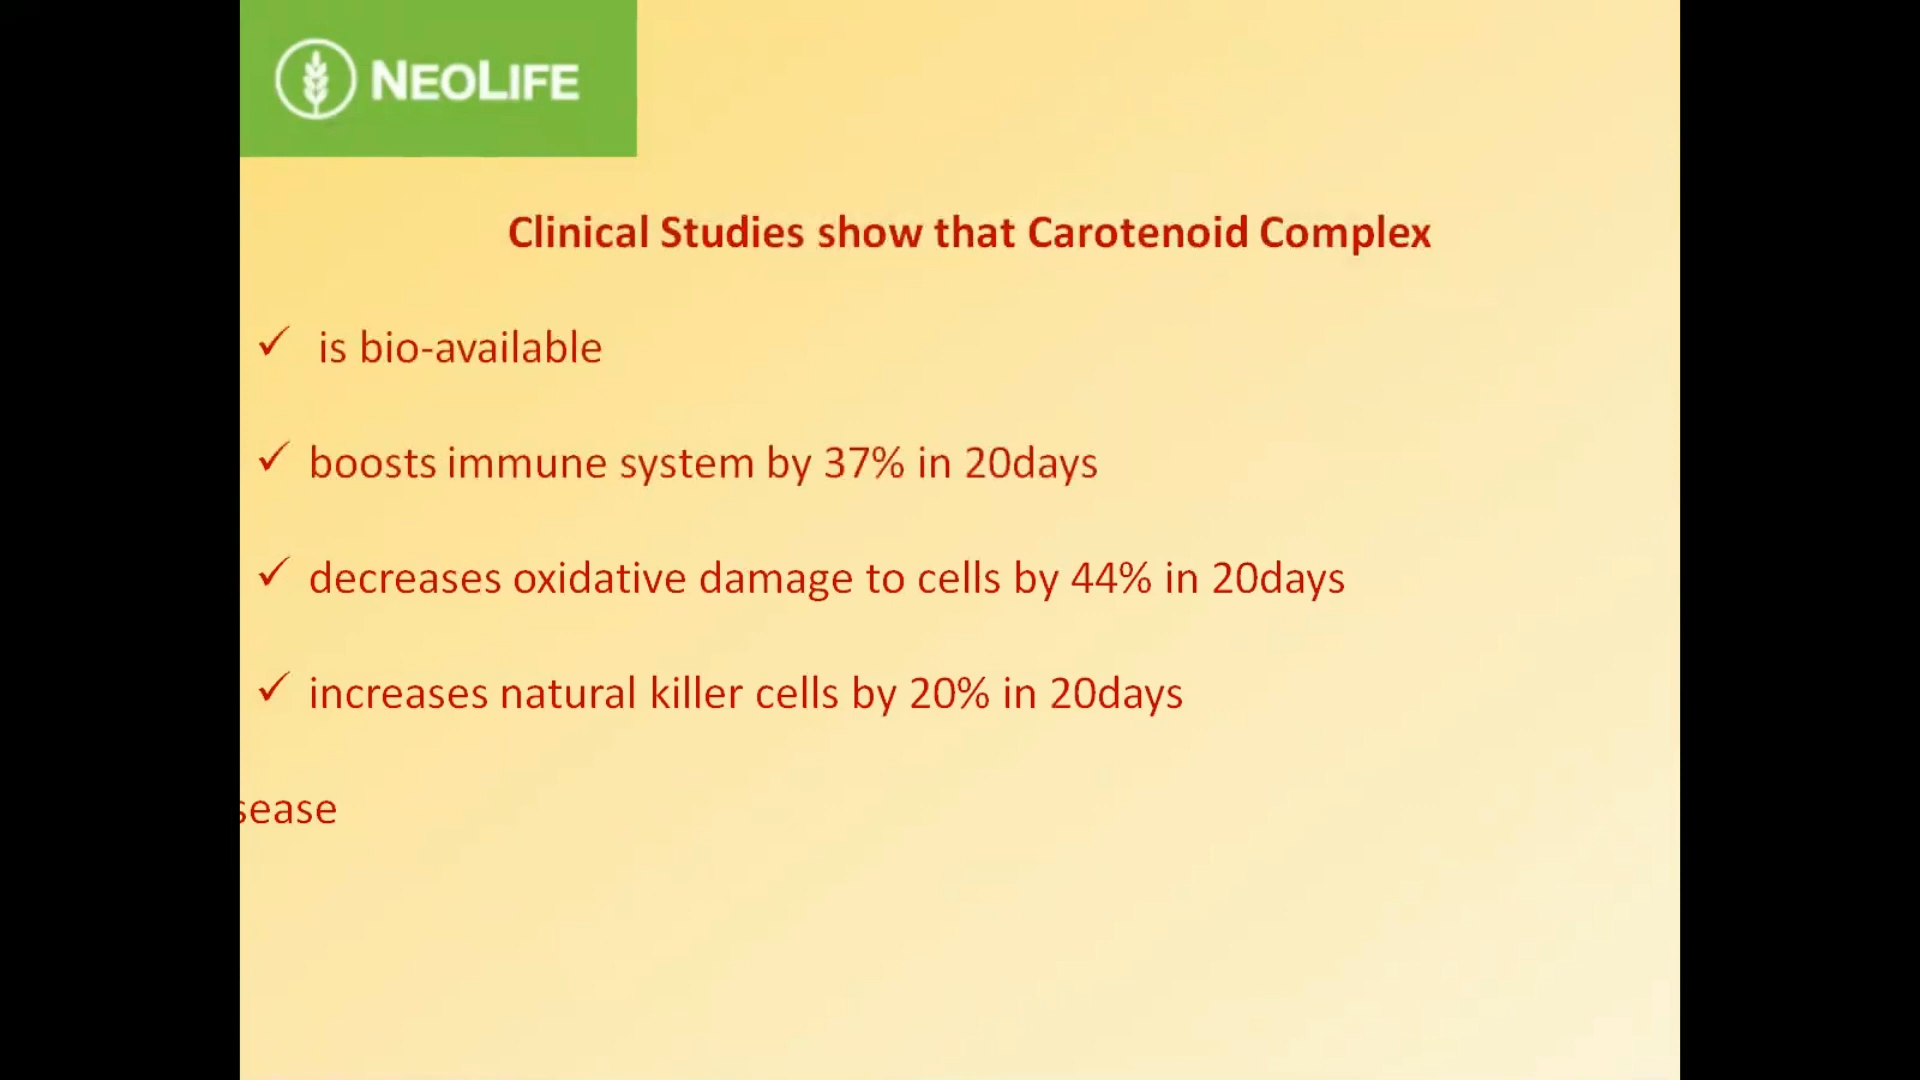 NEOLIFE
Clinical Studies show that Carotenoid Complex
✓ is bio-available
✓ boosts immune system by 37% in 20days
✓ decreases oxidative damage to cells by 44% in 20days
✓ increases natural killer cells by 20% in 20days
sease